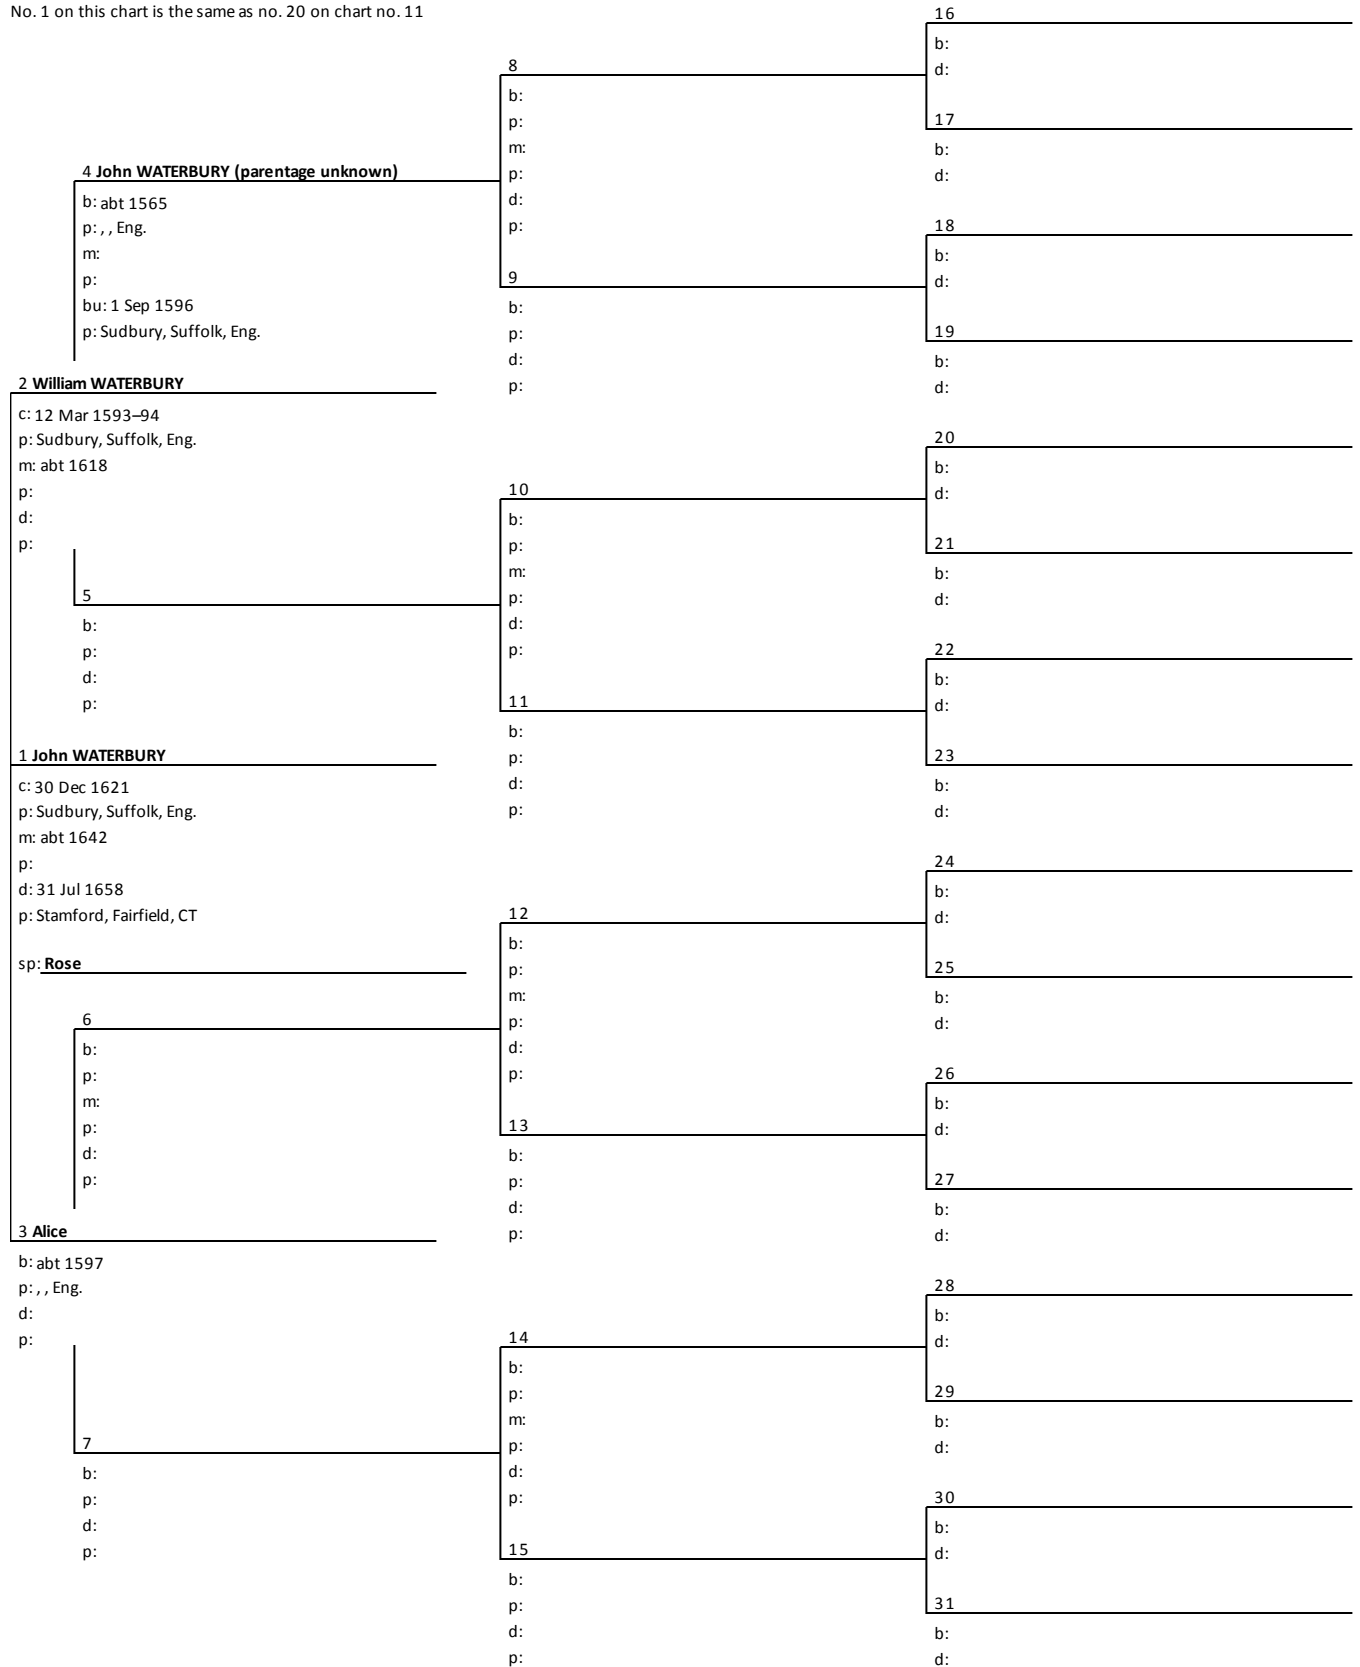 No. 1 on this chart is the same as no. 20 on chart no. 11
16
b:
d:
8
b:
p:
m:
p:
d:
p:
17
b:
d:
4 John WATERBURY (parentage unknown)
b: abt 1565
p: , , Eng.
m:
p:
bu: 1 Sep 1596
p: Sudbury, Suffolk, Eng.
18
b:
d:
9
b:
p:
d:
p:
19
b:
d:
2 William WATERBURY
c: 12 Mar 1593–94
p: Sudbury, Suffolk, Eng.
m: abt 1618
p:
d:
p:
20
b:
d:
10
b:
p:
m:
p:
d:
p:
21
b:
d:
5
b:
p:
d:
p:
22
b:
d:
11
b:
p:
d:
p:
23
b:
d:
1 John WATERBURY
c: 30 Dec 1621
p: Sudbury, Suffolk, Eng.
m: abt 1642
p:
d: 31 Jul 1658
p: Stamford, Fairfield, CT
sp: Rose
24
b:
d:
12
b:
p:
m:
p:
d:
p:
25
b:
d:
6
b:
p:
m:
p:
d:
p:
26
b:
d:
13
b:
p:
d:
p:
27
b:
d:
3 Alice
b: abt 1597
p: , , Eng.
d:
p:
28
b:
d:
14
b:
p:
m:
p:
d:
p:
29
b:
d:
7
b:
p:
d:
p:
30
b:
d:
15
b:
p:
d:
p:
31
b:
d: